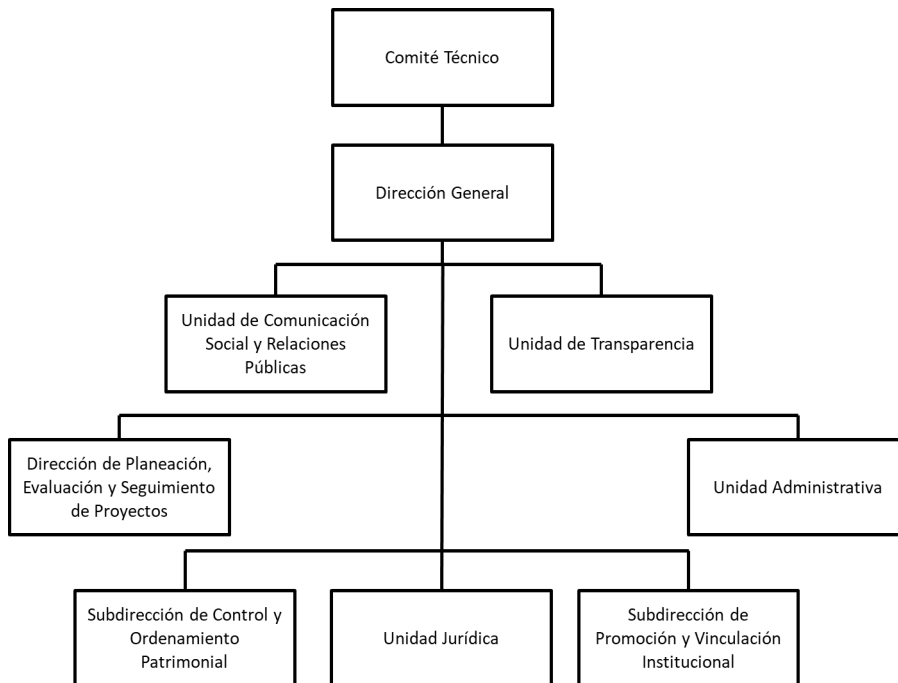 Comité Técnico
Dirección General
Unidad de Comunicación
Social y Relaciones
Públicas
Unidad de Transparencia
Dirección de Planeación,
Evaluación y Seguimiento
de Proyectos
Unidad Administrativa
Subdirección de Control y
Ordenamiento
Patrimonial
Unidad Jurídica
Subdirección de
Promoción y Vinculación
Institucional